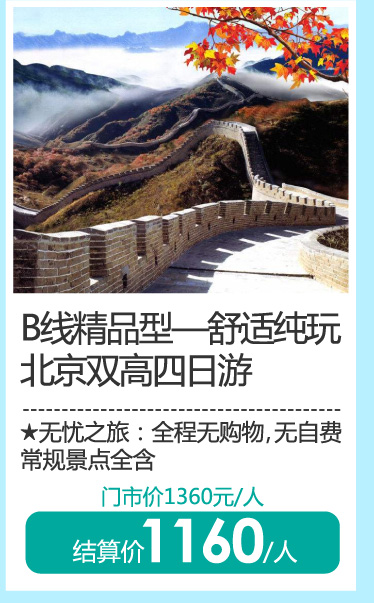 B线精品型—舒适纯玩
北京双高四日游
★无忧之旅：全程无购物，无自费
常规景点全含
门市价1360元/人
结算价1160/人